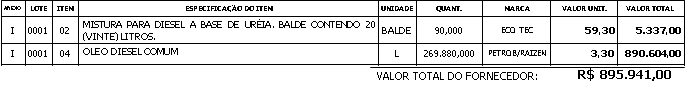 ANEXO LOTE ITEM ESPECIFICAÇÃO DO ITEM UNIDADE QUANT. MARCA VALOR UNIT. VALOR TOTAL
I 0001 02 MISTURA PARA DIESEL A BASE DE URÉIA. BALDE CONTENDO 20 (VINTE) LITROS. BALDE 90,000 ECO TEC 59,30 5.337,00
I 0001 04 OLEO DIESEL COMUM L 269.880,000 PETROB/RAIZEN 3,30 890.604,00
VALOR TOTAL DO FORNECEDOR: R$ 895.941,00